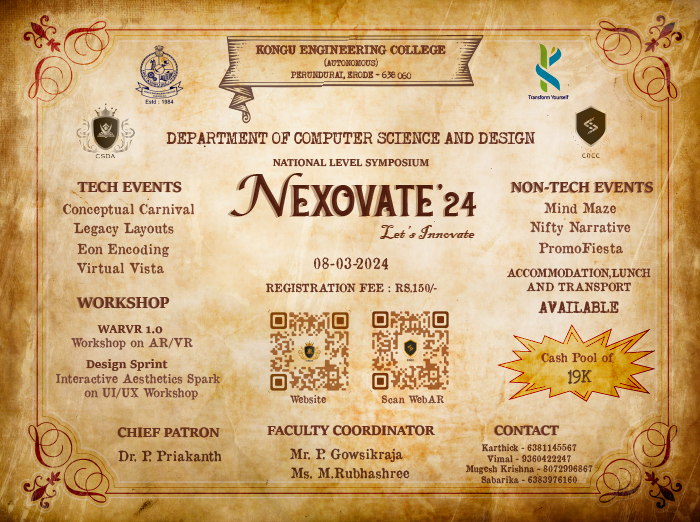 KONGU ENGINEERING COLLEGE
(AUTONOMOUS)
PERUNDURAI, ERODE - 638 060
Estd : 1984
Transform Yourself
CSDA
CRCC
DEPARTMENT OF COMPUTER SCIENCE AND DESIGN
NATIONAL LEVEL SYMPOSIUM
NEXOVATE'24
Let's Innovate
08-03-2024
REGISTRATION FEE : RS.150/-
Website
Scan WebAR
TECH EVENTS
Conceptual Carnival
Legacy Layouts
Eon Encoding
Virtual Vista
WORKSHOP
WARVR 1.0
Workshop on AR/VR
Design Sprint
Interactive Aesthetics Spark
on UI/UX Workshop
NON-TECH EVENTS
Mind Maze
Nifty Narrative
PromoFiesta
ACCOMMODATION,LUNCH
AND TRANSPORT
AVAILABLE
Cash Pool of
19K
CHIEF PATRON
Dr. P. Priakanth
FACULTY COORDINATOR
Mr. P. Gowsikraja
Ms. M.Rubhashree
CONTACT
Karthick - 6381145567
Vimal - 9360422247
Mugesh Krishna - 8072996867
Sabarika - 6383976160